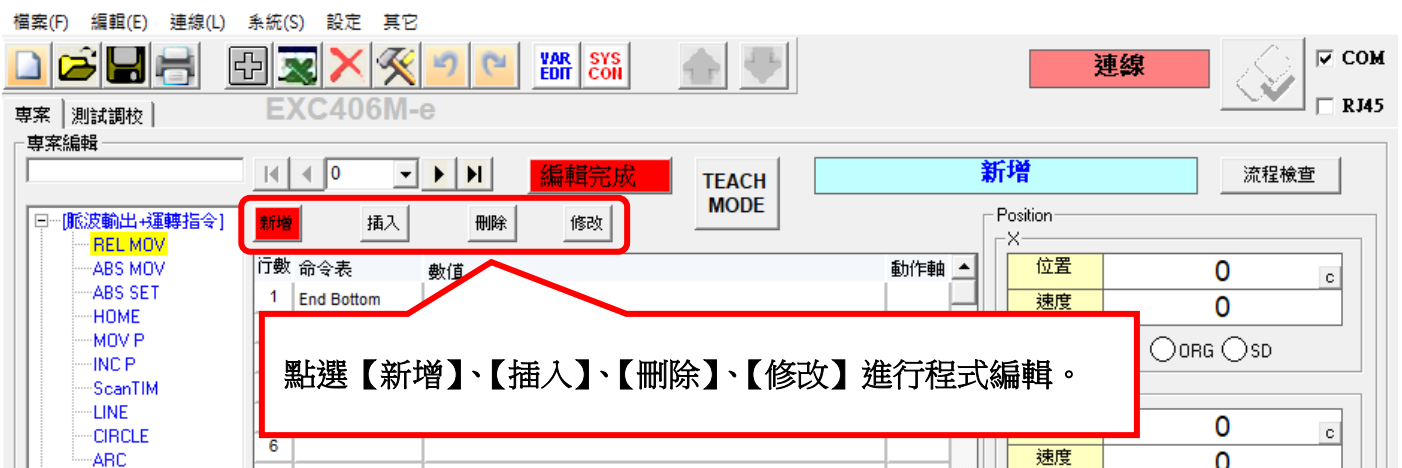 檔案(F) 編輯(E) 連線(L) 系統(S) 設定 其它
VAR EDIT SYS CON 連線 COM
RJ45
專案 測試調校 EXC406M-e
專案編輯
0 編輯完成 TEACH MODE 新增 流程檢查
新增 插入 刪除 修改
[脈波輸出+運轉指令]
REL MOV
ABS MOV
ABS SET
HOME
MOV P
INC P
ScanTIM
LINE
CIRCLE
ARC
行數 命令表 數值 動作軸
1 End Bottom
6
點選【新增】、【插入】、【刪除】、【修改】進行程式編輯。
Position
X
位置 0 c
速度 0
ORG SD
0 c
速度 0